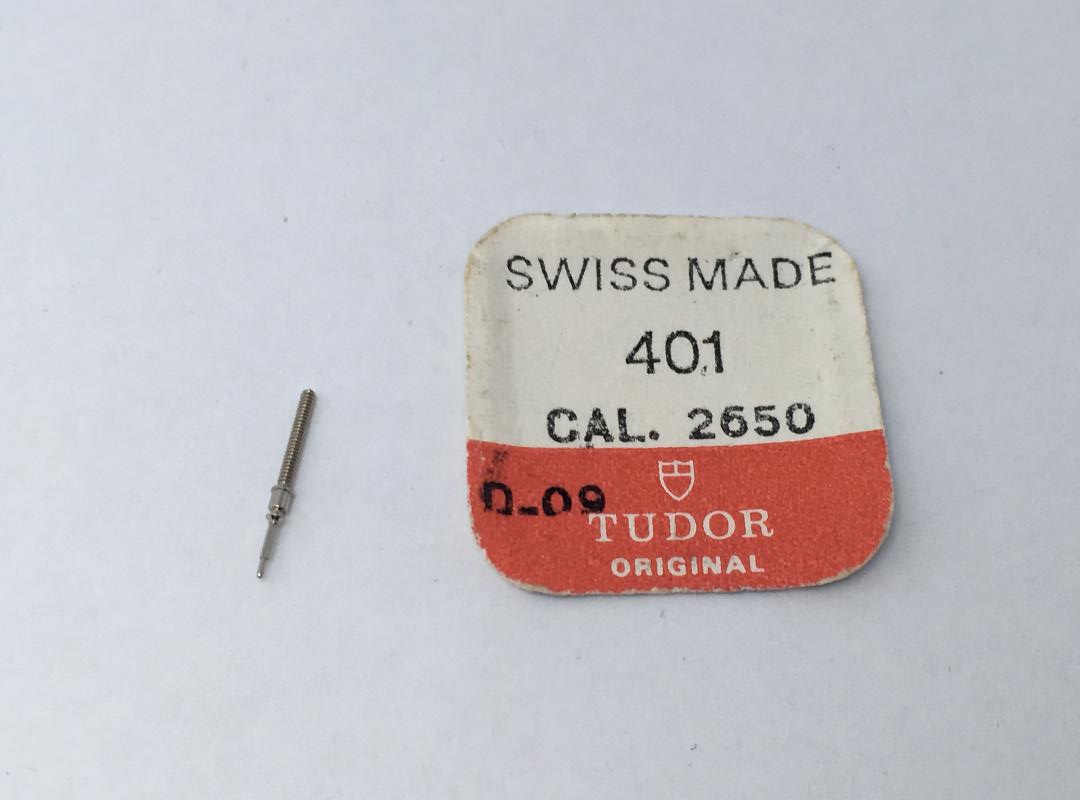 SWISS MADE
401
CAL. 2650
D-09
TUDOR
ORIGINAL